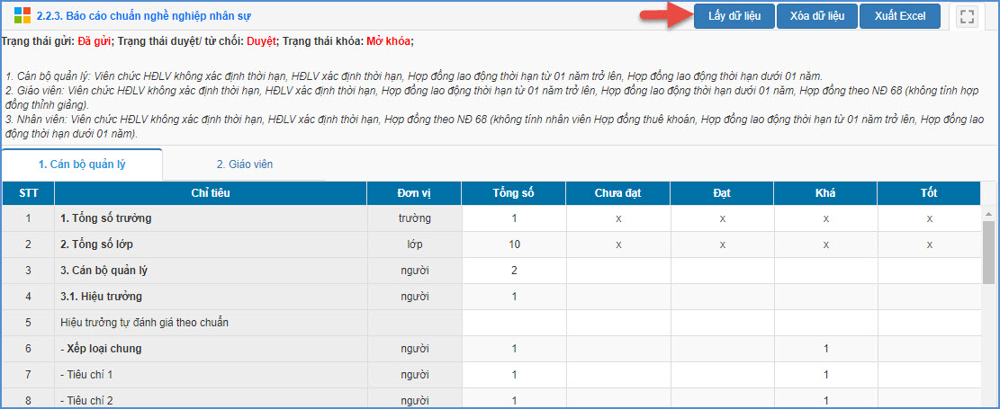 2.2.3. Báo cáo chuẩn nghề nghiệp nhân sự
Lấy dữ liệu Xóa dữ liệu Xuất Excel
Trạng thái gửi: Đã gửi; Trạng thái duyệt/ từ chối: Duyệt; Trạng thái khóa: Mở khóa;
1. Cán bộ quản lý: Viên chức HĐLV không xác định thời hạn, HĐLV xác định thời hạn, Hợp đồng lao động thời hạn từ 01 năm trở lên, Hợp đồng lao động thời hạn dưới 01 năm.
2. Giáo viên: Viên chức HĐLV không xác định thời hạn, HĐLV xác định thời hạn, Hợp đồng lao động thời hạn từ 01 năm trở lên, Hợp đồng lao động thời hạn dưới 01 năm, Hợp đồng theo NĐ 68 (không tính hợp
đồng thỉnh giảng).
3. Nhân viên: Viên chức HĐLV không xác định thời hạn, HĐLV xác định thời hạn, Hợp đồng theo NĐ 68 (không tính nhân viên Hợp đồng thuê khoán, Hợp đồng lao động thời hạn từ 01 năm trở lên, Hợp đồng lao
động thời hạn dưới 01 năm).
1. Cán bộ quản lý 2. Giáo viên
STT Chỉ tiêu Đơn vị Tổng số Chưa đạt Đạt Khá Tốt
1 1. Tổng số trường trường 1 x x x x
2 2. Tổng số lớp lớp 10 x x x x
3 3. Cán bộ quản lý người 2
4 3.1. Hiệu trưởng người 1
5 Hiệu trưởng tự đánh giá theo chuẩn
6 - Xếp loại chung người 1 1
7 - Tiêu chí 1 người 1 1
8 - Tiêu chí 2 người 1 1